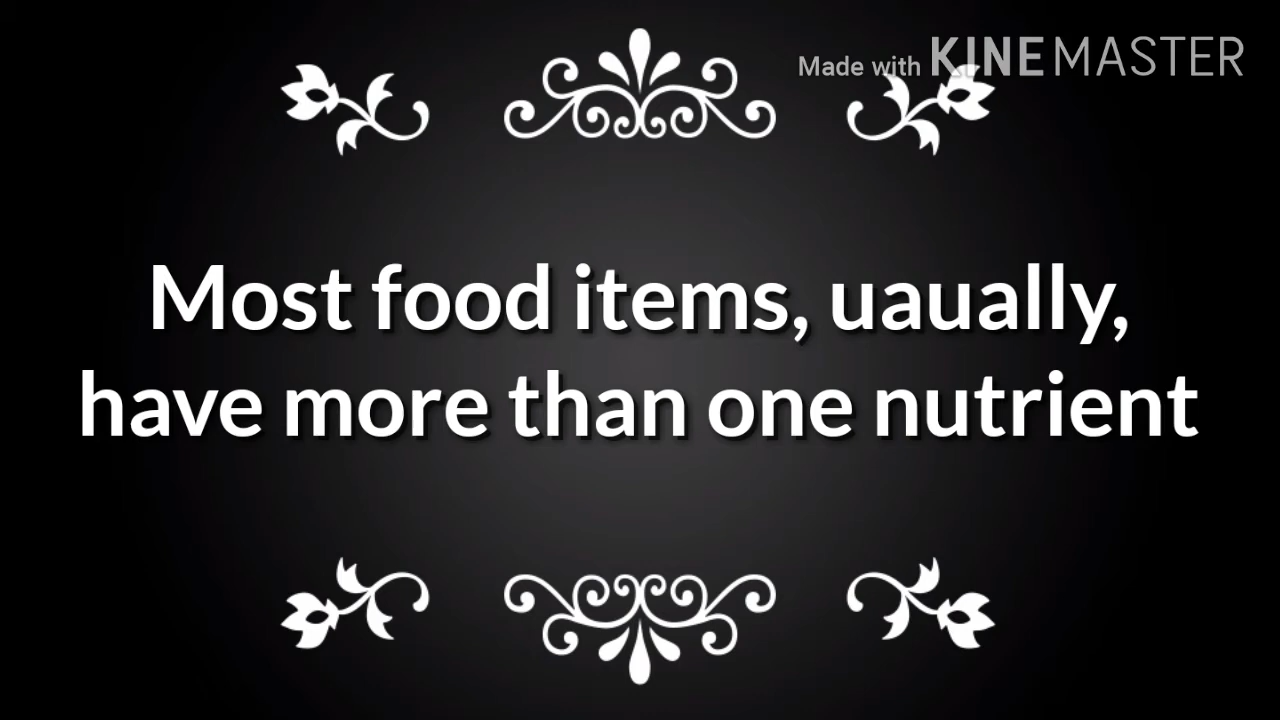 Made with KINEMASTER
Most food items, uaually,
have more than one nutrient